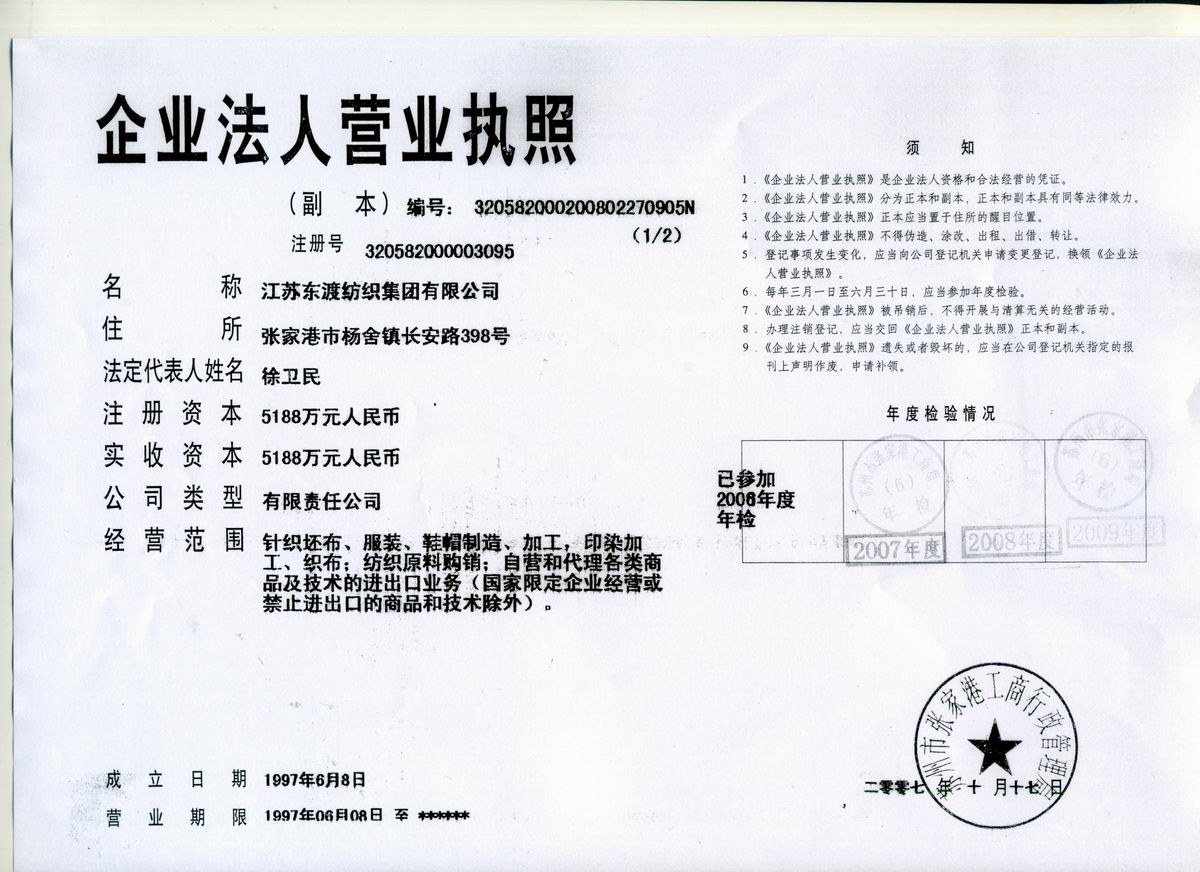 企业法人营业执照
（副 本） 编号： 320582000200802270905N
（1/2）
注册号 320582000003095
名称 江苏东渡纺织集团有限公司
住所 张家港市杨舍镇长安路398号
法定代表人姓名 徐卫民
注册资本 5188万元人民币
实收资本 5188万元人民币
公司类型 有限责任公司
经营范围 针织坯布、服装、鞋帽制造、加工，印染加
工、织布；纺织原料购销；自营和代理各类商
品及技术的进出口业务（国家限定企业经营或
禁止进出口的商品和技术除外）。
成立日期 1997年6月8日
营业期限 1997年06月08日 至 ******
须 知
1．《企业法人营业执照》是企业法人资格和合法经营的凭证。
2．《企业法人营业执照》分为正本和副本，正本和副本具有同等法律效力。
3．《企业法人营业执照》正本应当置于住所的醒目位置。
4．《企业法人营业执照》不得伪造、涂改、出租、出借、转让。
5．登记事项发生变化，应当向公司登记机关申请变更登记，换领《企业法
人营业执照》。
6．每年三月一日至六月三十日，应当参加年度检验。
7．《企业法人营业执照》被吊销后，不得开展与清算无关的经营活动。
8．办理注销登记，应当交回《企业法人营业执照》正本和副本。
9．《企业法人营业执照》遗失或者毁坏的，应当在公司登记机关指定的报
刊上声明作废，申请补领。
年度检验情况
已参加
2006年度
年检
苏州市张家港工商局
（6）
年检
2007年度
（6）
2008年度
（6）
年检
2009年度
苏州市张家港工商行政管理局
二零零七年十月十七日